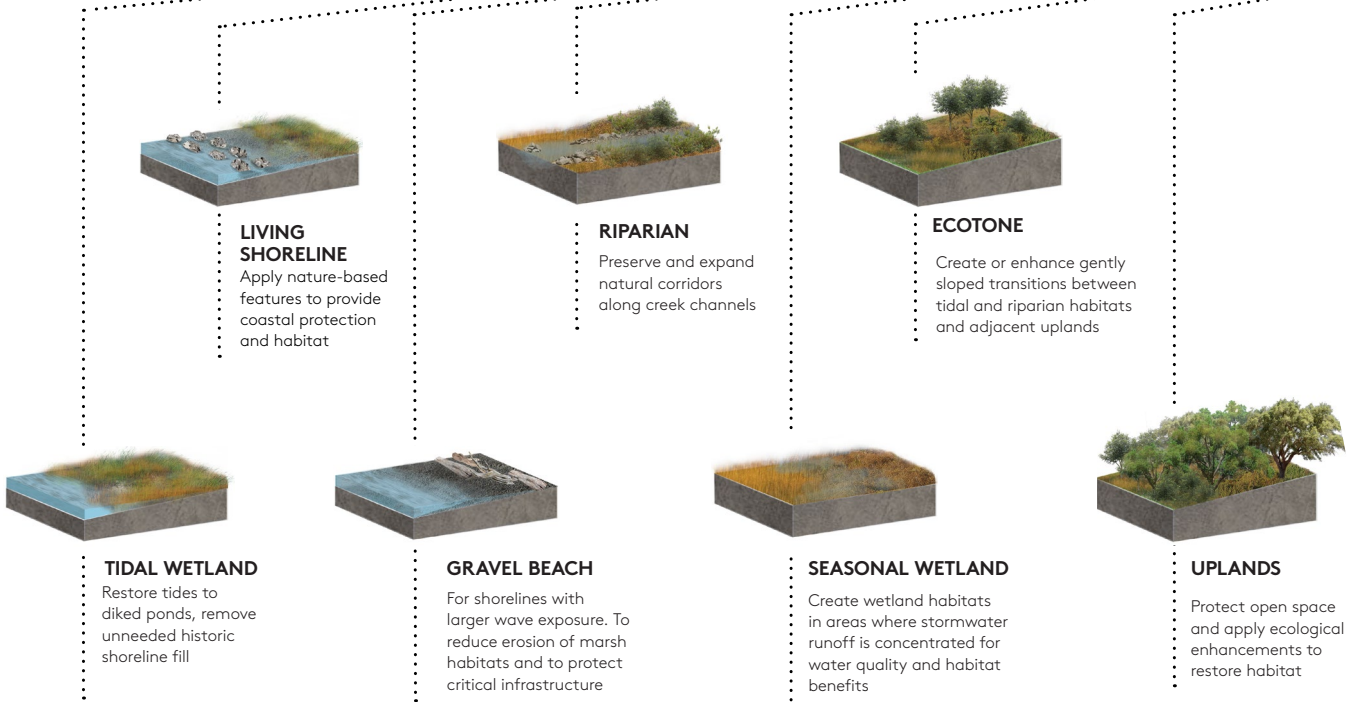 LIVING
SHORELINE
Apply nature-based
features to provide
coastal protection
and habitat
RIPARIAN
Preserve and expand
natural corridors
along creek channels
ECOTONE
Create or enhance gently
sloped transitions between
tidal and riparian habitats
and adjacent uplands
TIDAL WETLAND
Restore tides to
diked ponds, remove
unneeded historic
shoreline fill
GRAVEL BEACH
For shorelines with
larger wave exposure. To
reduce erosion of marsh
habitats and to protect
critical infrastructure
SEASONAL WETLAND
Create wetland habitats
in areas where stormwater
runoff is concentrated for
water quality and habitat
benefits
UPLANDS
Protect open space
and apply ecological
enhancements to
restore habitat